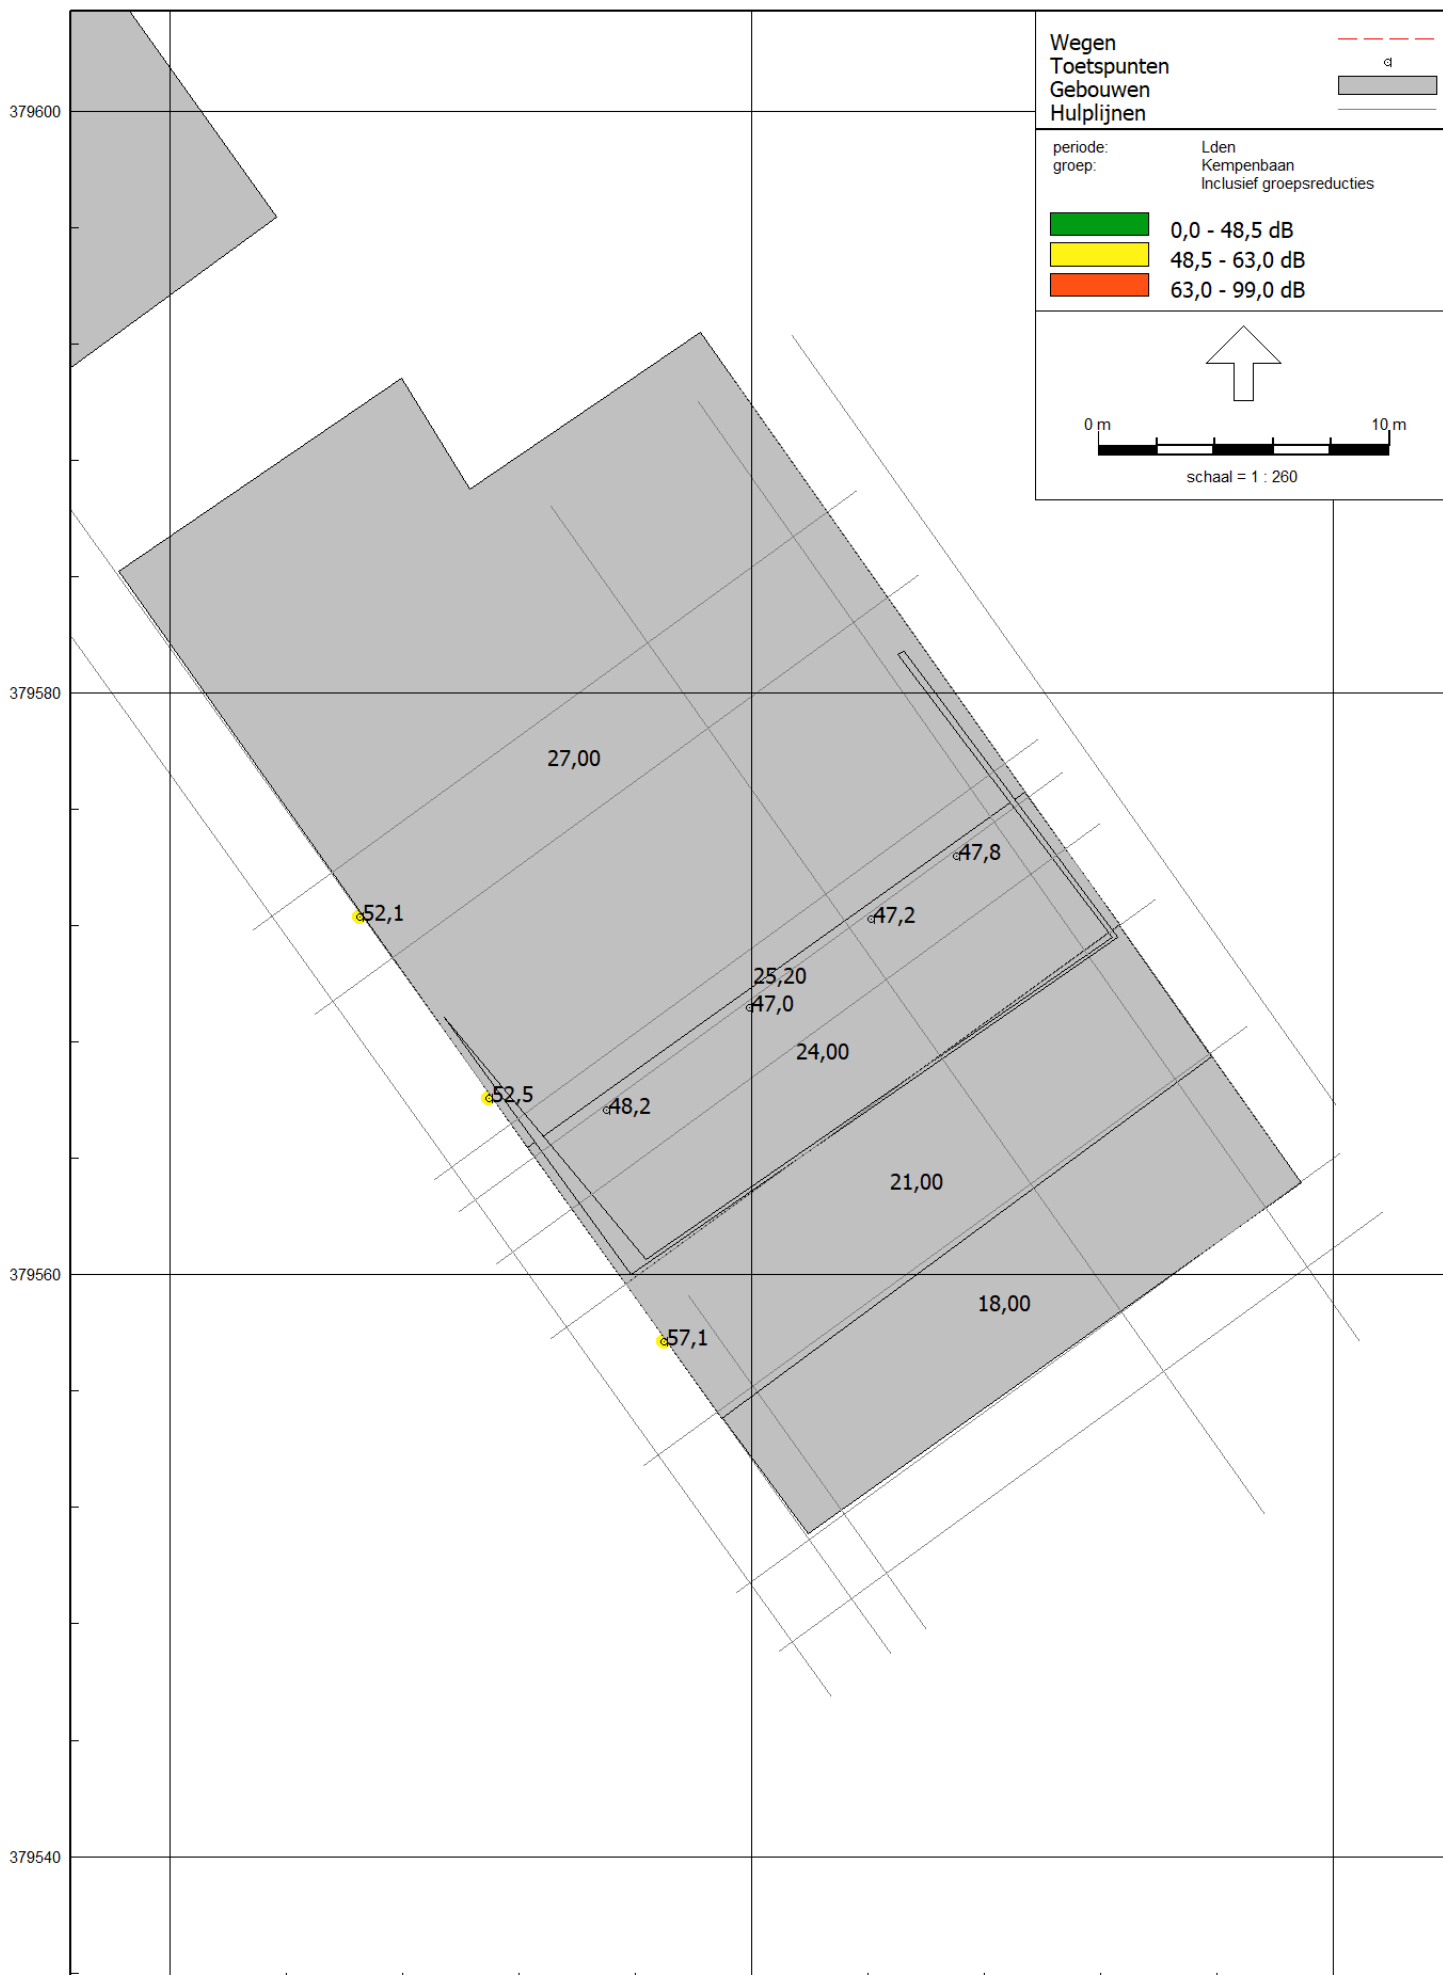 Wegen
Toetspunten
Gebouwen
Hulplijnen
periode: Lden
groep: Kempenbaan
Inclusief groepsreducties
0,0 - 48,5 dB
48,5 - 63,0 dB
63,0 - 99,0 dB
0 m 10 m
schaal = 1 : 260
379600
379580
27,00
47,8
52,1
47,2
25,20
47,0
24,00
52,5
48,2
21,00
379560
18,00
57,1
379540